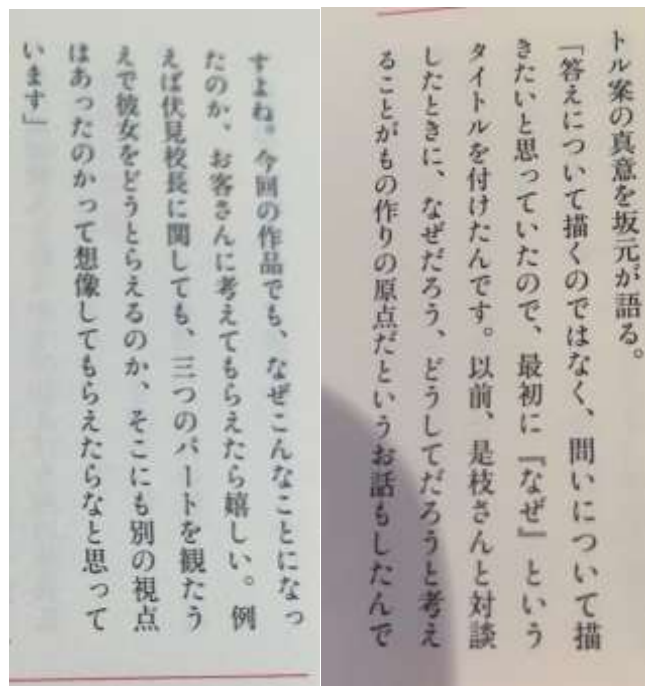 トル案の真意を坂元が語る。
「答えについて描くのではなく、問いについて描
きたいと思っていたので、最初に『なぜ』という
タイトルを付けたんです。以前、是枝さんと対談
したときに、なぜだろう、どうしてだろうと考え
ることがもの作りの原点だというお話もしたんで
すよね。今回の作品でも、なぜこんなことになっ
たのか、お客さんに考えてもらえたら嬉しい。例
えば伏見校長に関しても、三つのパートを観たう
えで彼女をどうとらえるのか、そこにも別の視点
はあったのかって想像してもらえたらなと思って
います」